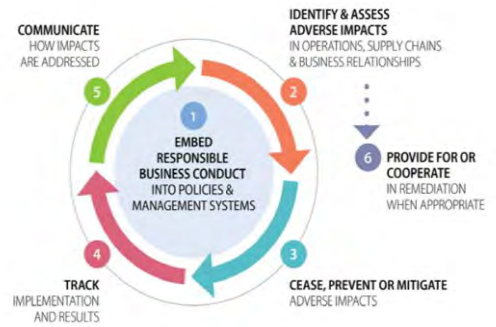 COMMUNICATE
HOW IMPACTS
ARE ADDRESSED
5
IDENTIFY & ASSESS
ADVERSE IMPACTS
IN OPERATIONS, SUPPLY CHAINS
& BUSINESS RELATIONSHIPS
2
1
EMBED
RESPONSIBLE
BUSINESS CONDUCT
INTO POLICIES &
MANAGEMENT SYSTEMS
6
PROVIDE FOR OR
COOPERATE
IN REMEDIATION
WHEN APPROPRIATE
4
TRACK
IMPLEMENTATION
AND RESULTS
3
CEASE, PREVENT OR MITIGATE
ADVERSE IMPACTS